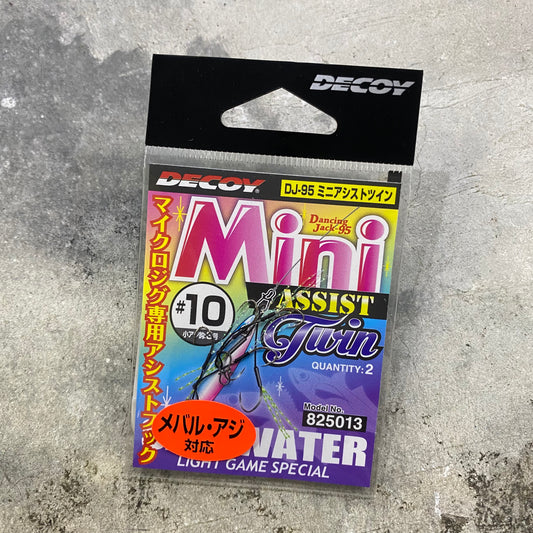 DECOY
DECOY
DJ-95 ミニアシストツイン
Mini
Dancing
Jack-95
ASSIST
Twin
#10
QUANTITY: 2
Model No.
825013
マイクロジグ専用アシストフック
メバル・アジ
対応
WATER
LIGHT GAME SPECIAL